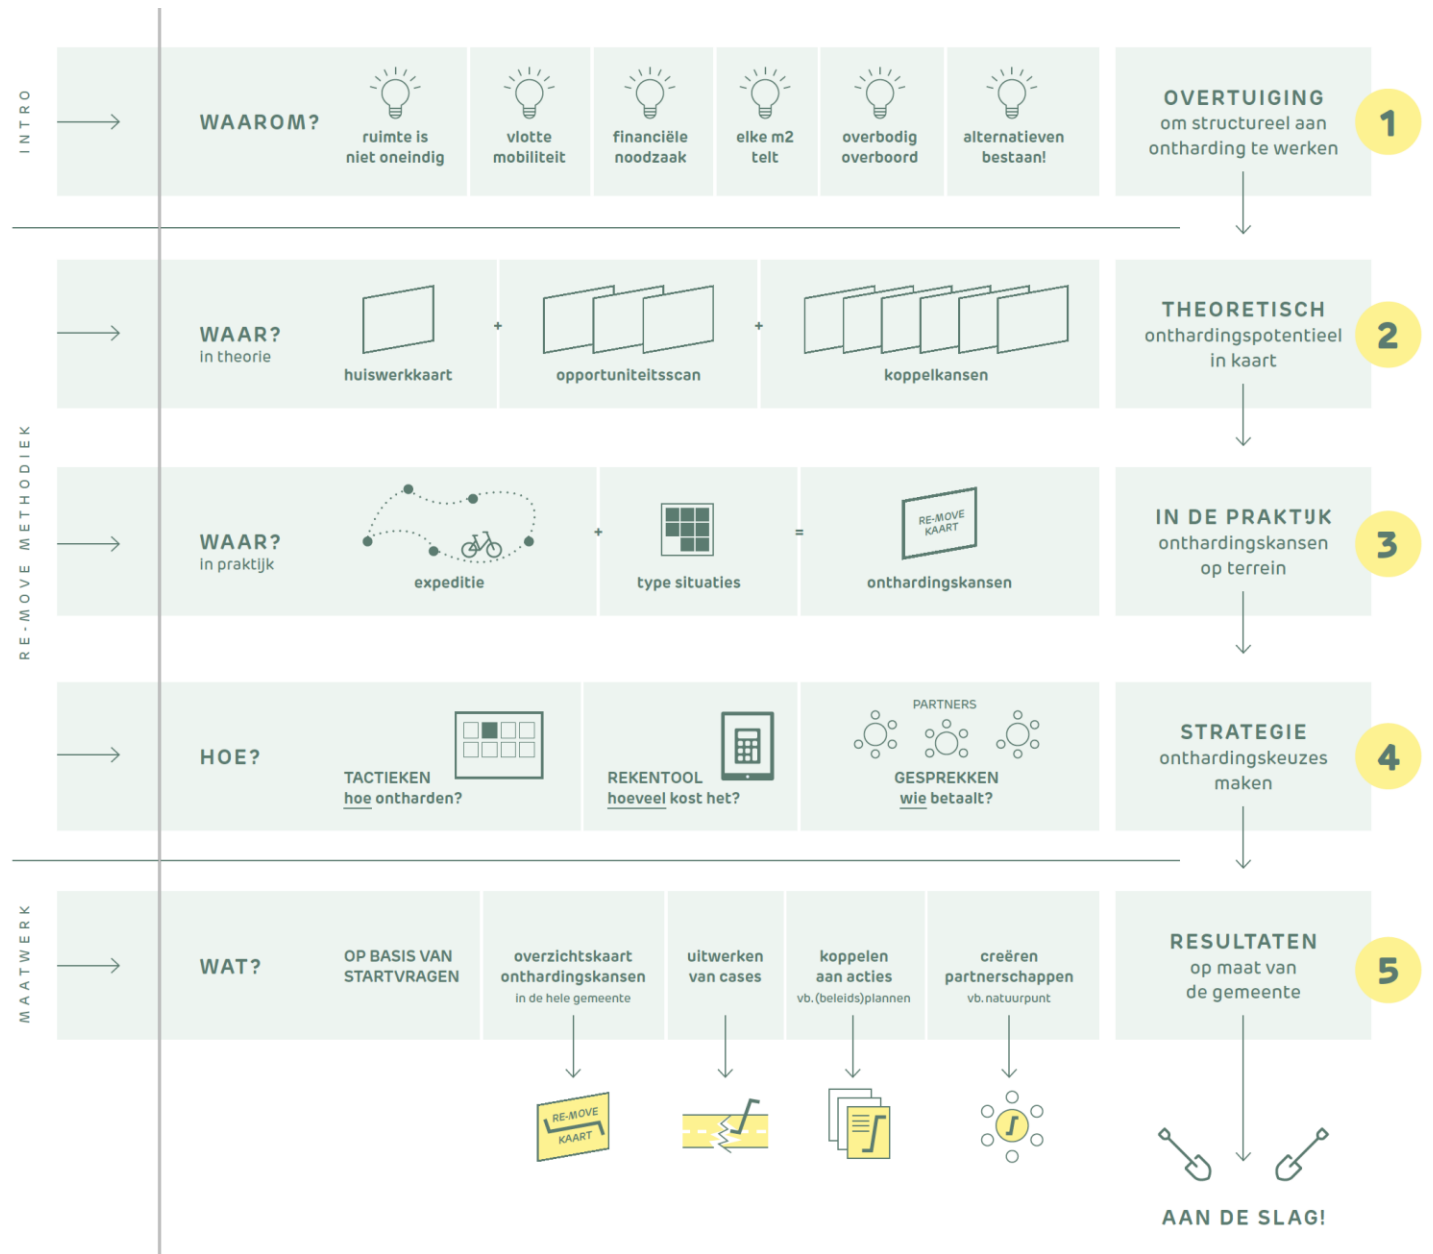 INTRO
WAAROM?
ruimte is
niet oneindig
vlotte
mobiliteit
financiële
noodzaak
elke m2
telt
overbodig
overboord
alternatieven
bestaan!
OVERTUIGING
om structureel aan
ontharding te werken
1
RE-MOVE METHODIEK
WAAR?
in theorie
huiswerkkaart
+
opportuniteitsscan
+
koppelkansen
THEORETISCH
onthardingspotentieel
in kaart
2
WAAR?
in praktijk
expeditie
+
type situaties
=
RE-MOVE
KAART
onthardingskansen
IN DE PRAKTIJK
onthardingskansen
op terrein
3
HOE?
TACTIEKEN
hoe ontharden?
REKENTOOL
hoeveel kost het?
PARTNERS
GESPREKKEN
wie betaalt?
STRATEGIE
onthardingskeuzes
maken
4
MAATWERK
WAT?
OP BASIS VAN
STARTVRAGEN
overzichtskaart
onthardingskansen
in de hele gemeente
uitwerken
van cases
koppelen
aan acties
vb. (beleids)plannen
creëren
partnerschappen
vb. natuurpunt
RESULTATEN
op maat van
de gemeente
5
RE-MOVE
KAART
AAN DE SLAG!